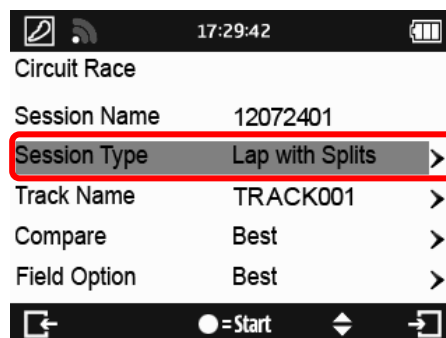 17:29:42
Circuit Race
Session Name 12072401
Session Type Lap with Splits >
Track Name TRACK001 >
Compare Best >
Field Option Best >
=Start